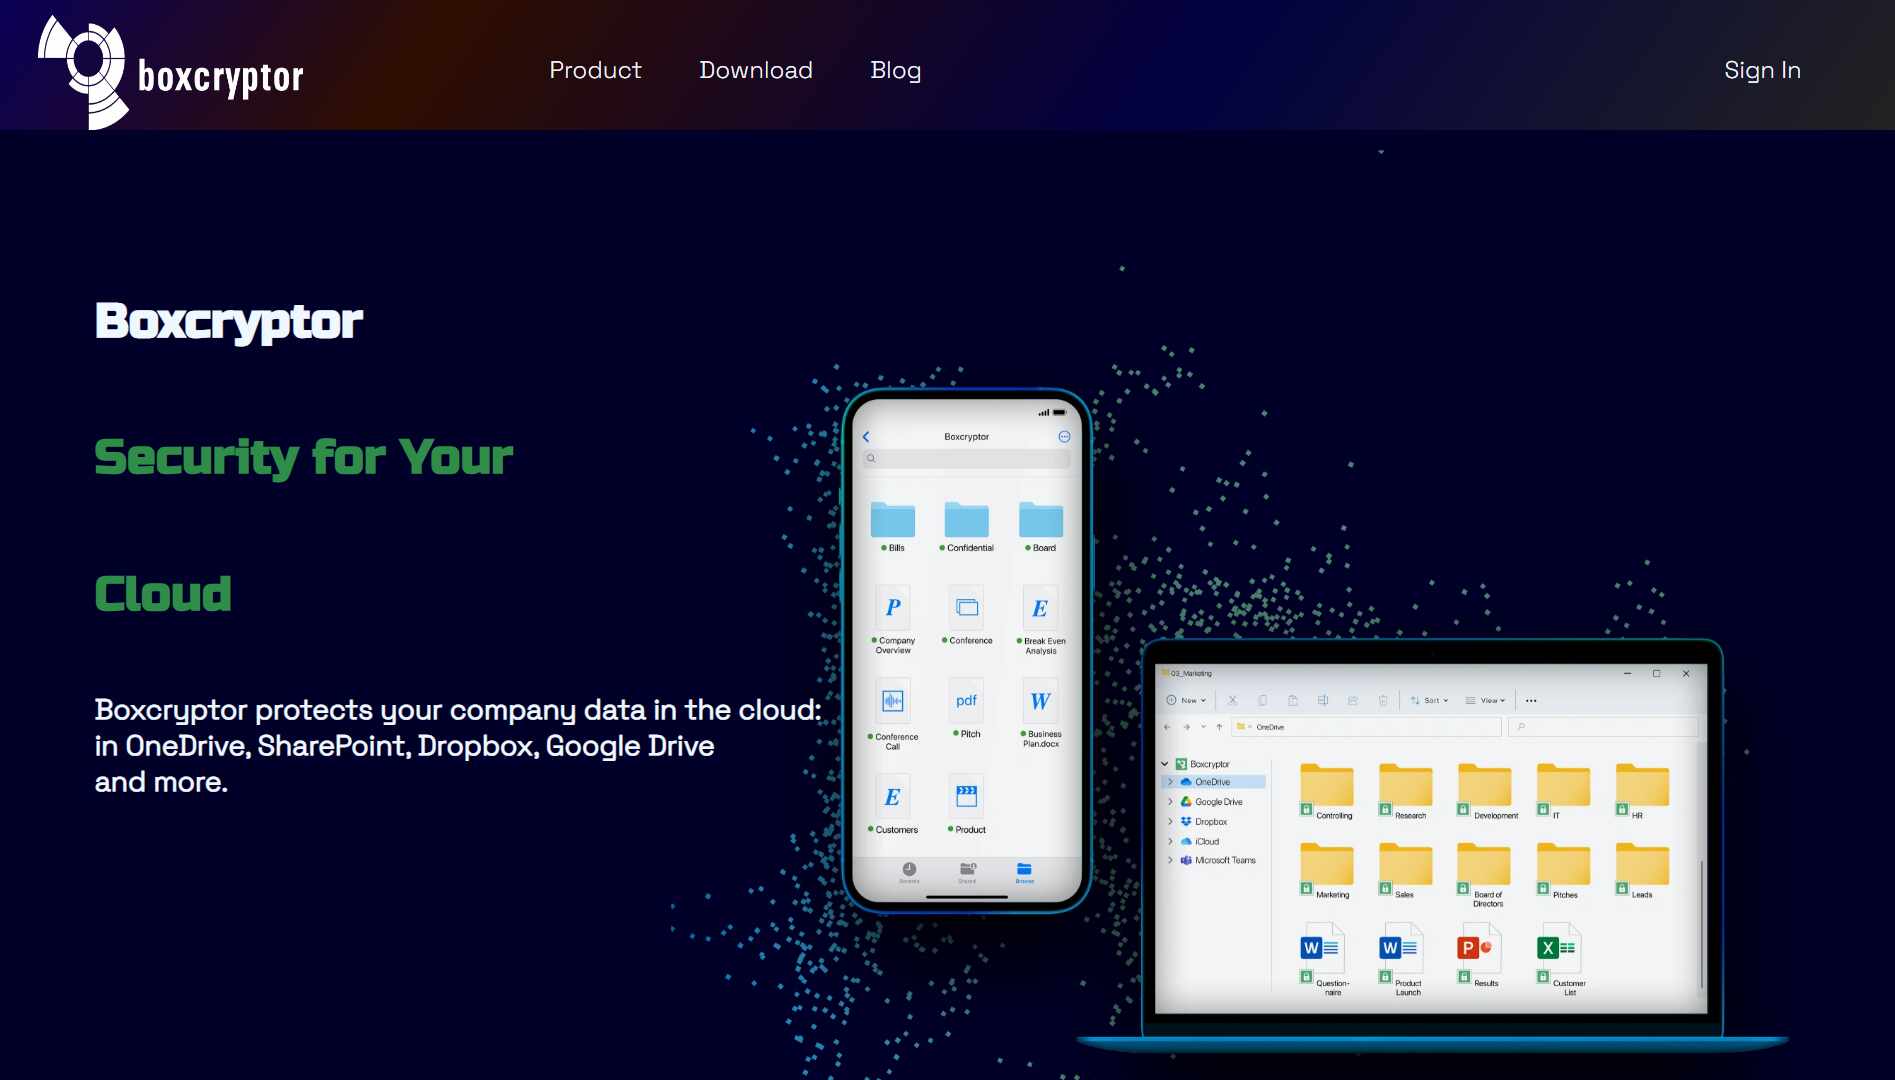 boxcryptor
Product
Download
Blog
Sign In
Boxcryptor
Security for Your
Cloud
Boxcryptor protects your company data in the cloud:
in OneDrive, SharePoint, Dropbox, Google Drive
and more.
Boxcryptor
Bills
Confidential
Board
P
E
Company
Overview
Conference
Break Even
Analysis
pdf
W
Conference
Call
Pitch
Business
Plan.docx
E
Customers
Product
Shared
Browse
03_Marketing
New
Sort
View
OneDrive
Boxcryptor
OneDrive
Google Drive
Dropbox
iCloud
Microsoft Teams
Controlling
Research
Development
IT
HR
Marketing
Sales
Board of
Directors
Pitches
Leads
W
W
P
X
Question-
naire
Product
Launch
Results
Customer
List